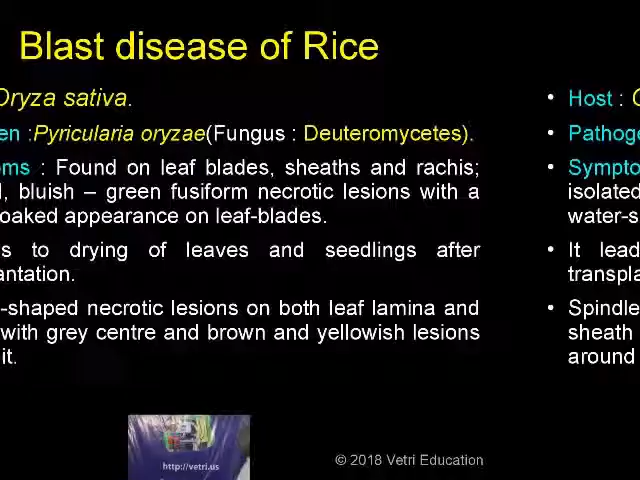 Blast disease of Rice
Oryza sativa.
en :Pyricularia oryzae(Fungus : Deuteromycetes).
oms : Found on leaf blades, sheaths and rachis;
, bluish – green fusiform necrotic lesions with a
oaked appearance on leaf-blades.
s to drying of leaves and seedlings after
antation.
-shaped necrotic lesions on both leaf lamina and
with grey centre and brown and yellowish lesions
it.
• Host :
• Pathoge
• Sympto
isolated
water-s
• It lead
transpla
• Spindle
sheath
around
http://vetri.us
© 2018 Vetri Education